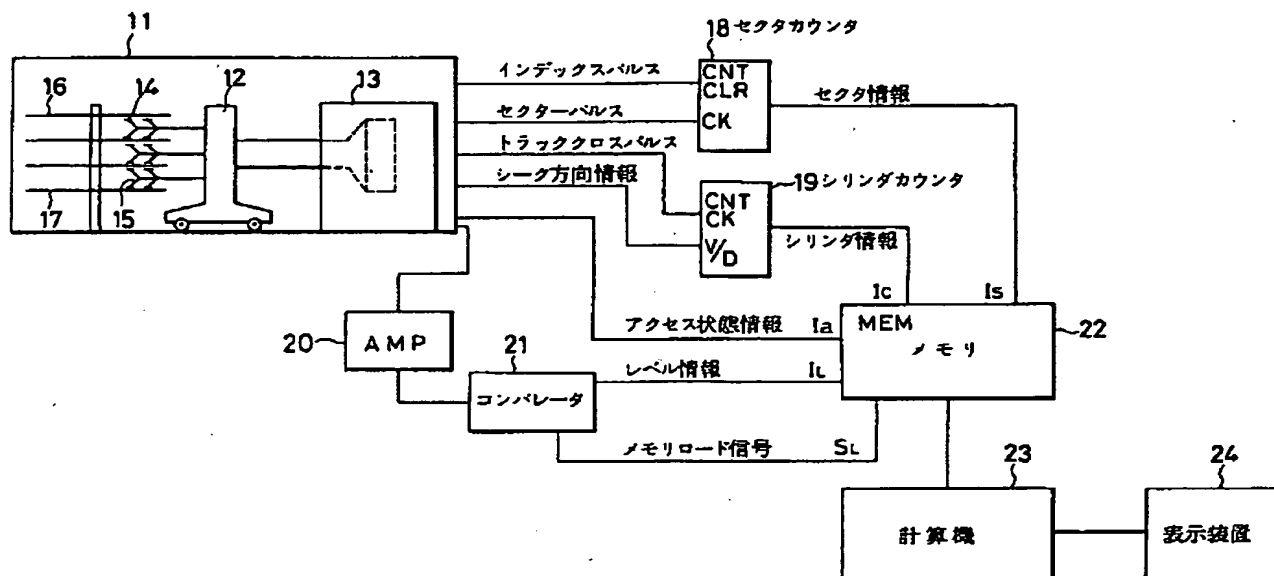 11
16
14
12
13
17
15
インデックスパルス
セクターパルス
トラッククロスパルス
シーク方向情報
18 セクタカウンタ
CNT
CLR
CK
セクタ情報
19 シリンダカウンタ
CNT
CK
V/D
シリンダ情報
Ic
Is
アクセス状態情報 Ia
MEM
メモリ
22
20
AMP
21
コンパレータ
レベル情報 IL
メモリロード信号 SL
23
計算機
24
表示装置